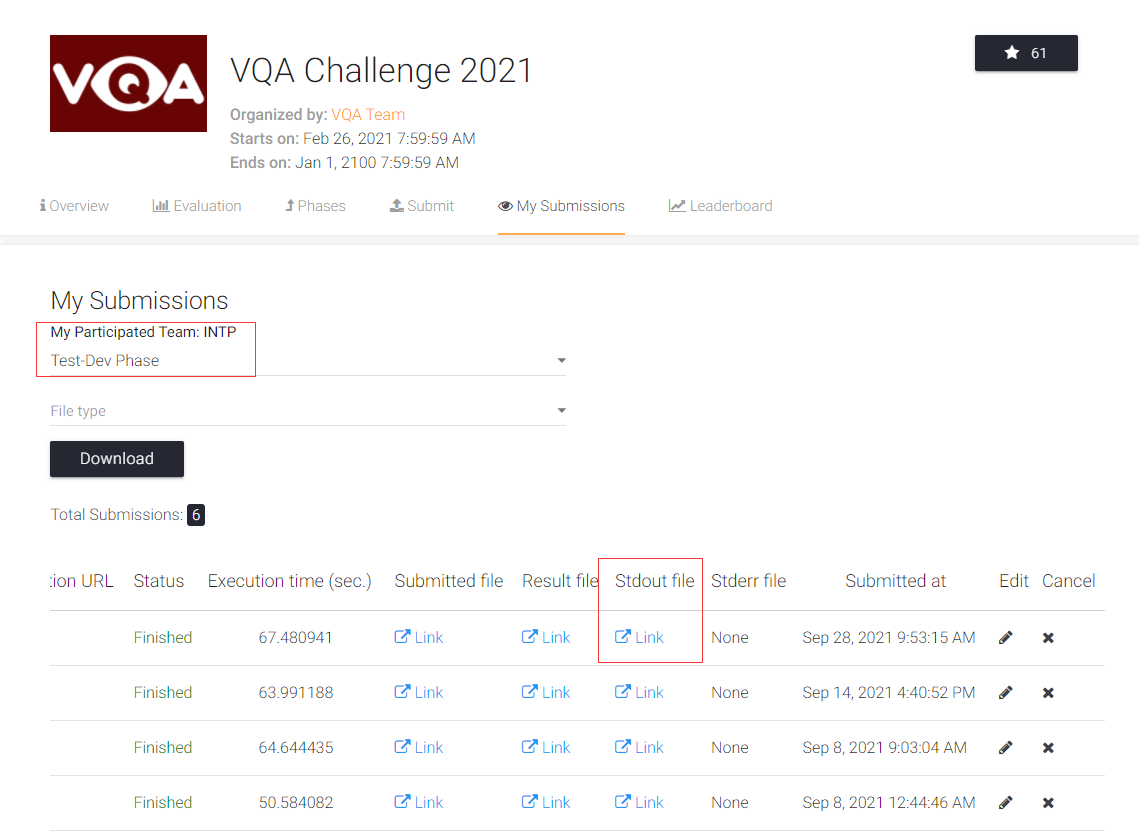 VQA
VQA Challenge 2021
61
Organized by: VQA Team
Starts on: Feb 26, 2021 7:59:59 AM
Ends on: Jan 1, 2100 7:59:59 AM
Overview Evaluation Phases Submit My Submissions Leaderboard
My Submissions
My Participated Team: INTP
Test-Dev Phase
File type
Download
Total Submissions: 6
tion URL Status Execution time (sec.) Submitted file Result file Stdout file Stderr file Submitted at Edit Cancel
Finished 67.480941 Link Link Link None Sep 28, 2021 9:53:15 AM
Finished 63.991188 Link Link Link None Sep 14, 2021 4:40:52 PM
Finished 64.644435 Link Link Link None Sep 8, 2021 9:03:04 AM
Finished 50.584082 Link Link Link None Sep 8, 2021 12:44:46 AM